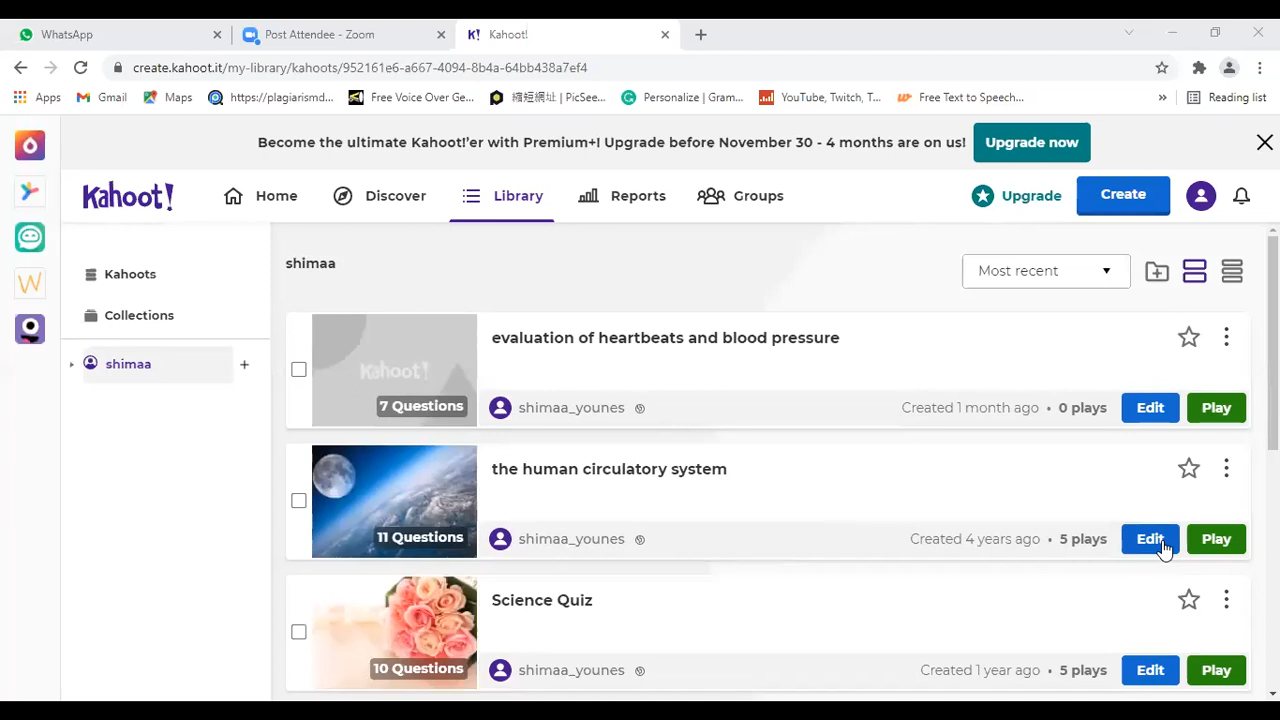 WhatsApp
Post Attendee - Zoom
Kahoot!
create.kahoot.it/my-library/kahoots/952161e6-a667-4094-8b4a-64bb438a7ef4
Apps
Gmail
Maps
https://plagiarismd...
Free Voice Over Ge...
縮短網址 | PicSee...
Personalize | Gram...
YouTube, Twitch, T...
Free Text to Speech...
»
Reading list
Become the ultimate Kahoot!'er with Premium+! Upgrade before November 30 - 4 months are on us!
Upgrade now
Kahoot!
Home
Discover
Library
Reports
Groups
Upgrade
Create
Kahoots
Collections
shimaa
shimaa
Most recent
Kahoot!
7 Questions
evaluation of heartbeats and blood pressure
shimaa_younes
Created 1 month ago • 0 plays
Edit
Play
11 Questions
the human circulatory system
shimaa_younes
Created 4 years ago • 5 plays
Edit
Play
10 Questions
Science Quiz
shimaa_younes
Created 1 year ago • 5 plays
Edit
Play